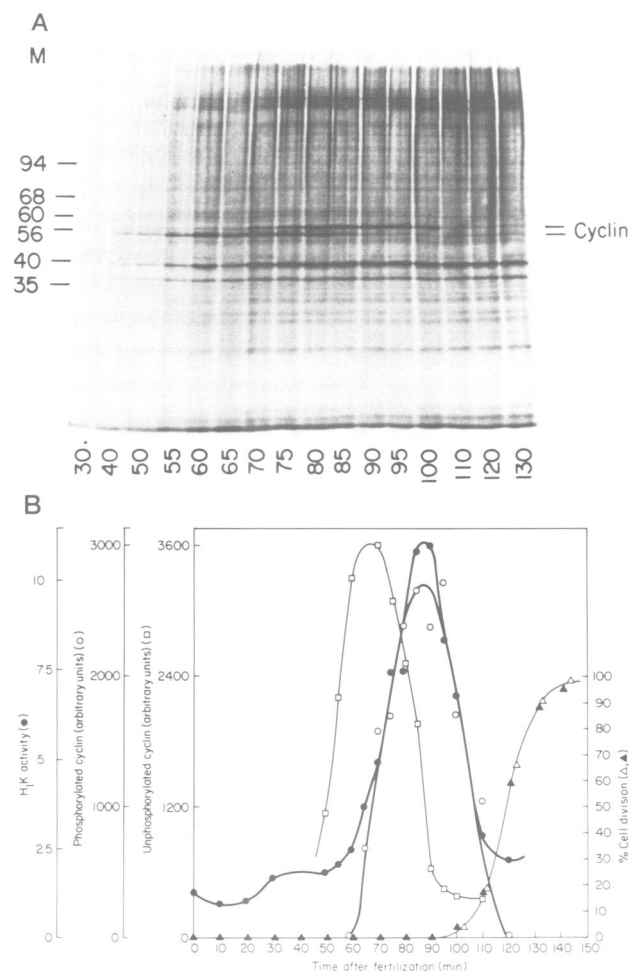 A
M
94
68
60
56
40
35
Cyclin
30. 40 50 55 60 65 70 75 80 85 90 95 100 110 120 130
B
H1K activity (●)
10
7.5
5
2.5
0
Phosphorylated cyclin (arbitrary units) (○)
3000
2000
1000
0
Unphosphorylated cyclin (arbitrary units) (□)
3600
2400
1200
0
% Cell division (△,▲)
100
90
80
70
60
50
40
30
20
10
0
0 10 20 30 40 50 60 70 80 90 100 110 120 130 140 150
Time after fertilization (min)